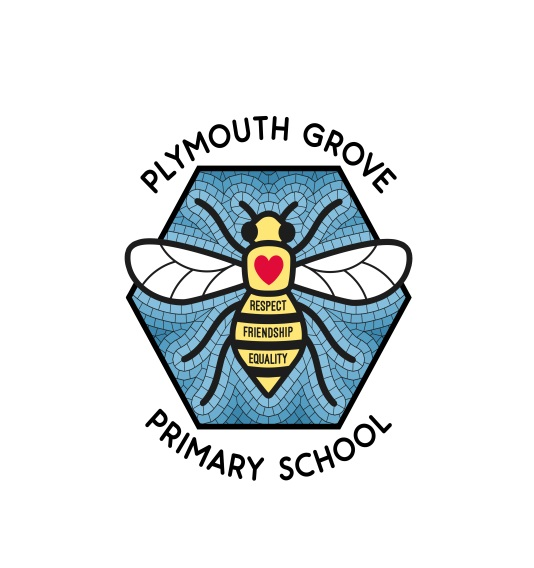 PLYMOUTH GROVE
RESPECT
FRIENDSHIP
EQUALITY
PRIMARY SCHOOL